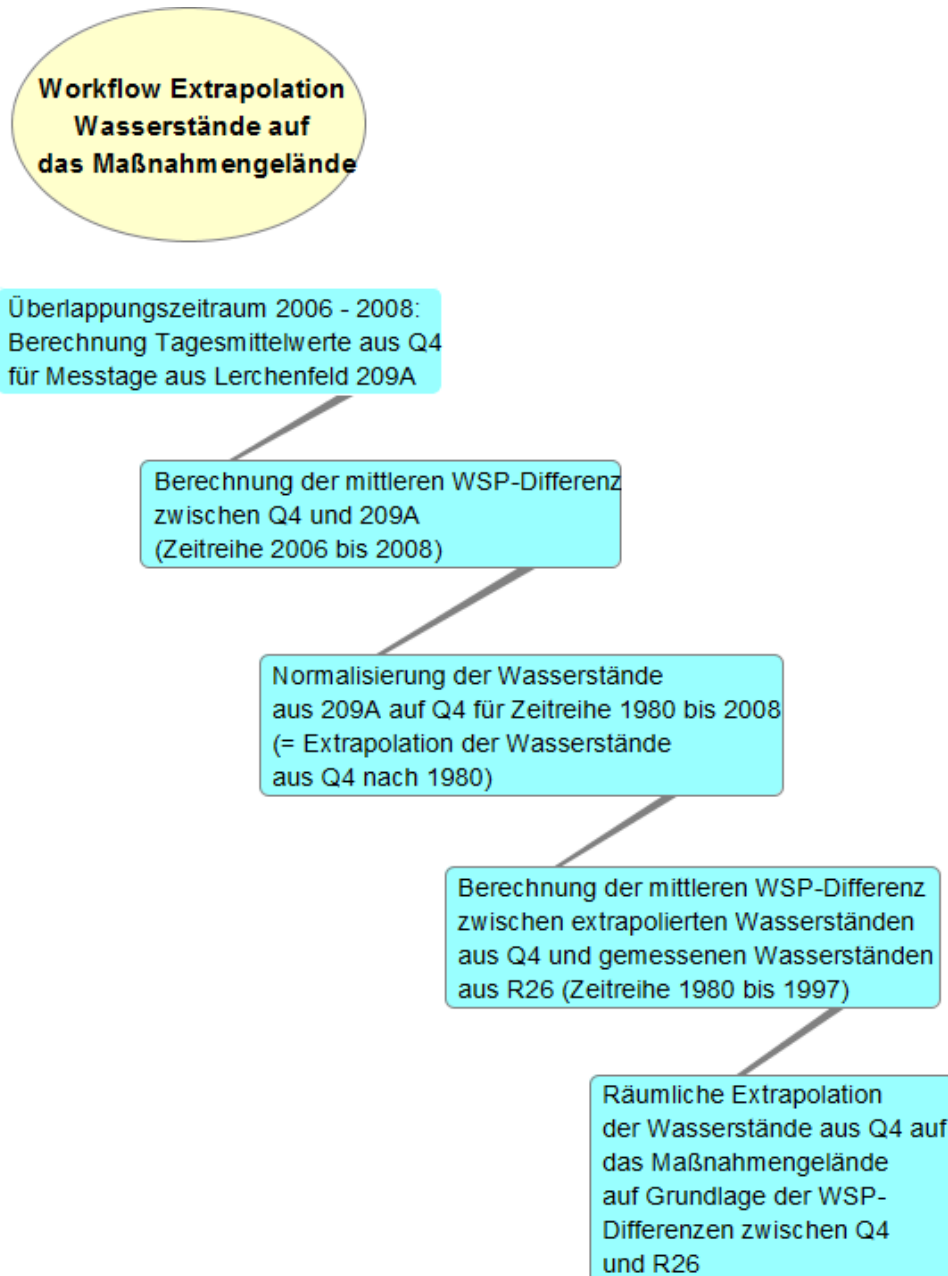 Workflow Extrapolation
Wasserstände auf
das Maßnahmengelände
Überlappungszeitraum 2006 - 2008:
Berechnung Tagesmittelwerte aus Q4
für Messtage aus Lerchenfeld 209A
Berechnung der mittleren WSP-Differenz
zwischen Q4 und 209A
(Zeitreihe 2006 bis 2008)
Normalisierung der Wasserstände
aus 209A auf Q4 für Zeitreihe 1980 bis 2008
(= Extrapolation der Wasserstände
aus Q4 nach 1980)
Berechnung der mittleren WSP-Differenz
zwischen extrapolierten Wasserständen
aus Q4 und gemessenen Wasserständen
aus R26 (Zeitreihe 1980 bis 1997)
Räumliche Extrapolation
der Wasserstände aus Q4 auf
das Maßnahmengelände
auf Grundlage der WSP-
Differenzen zwischen Q4
und R26